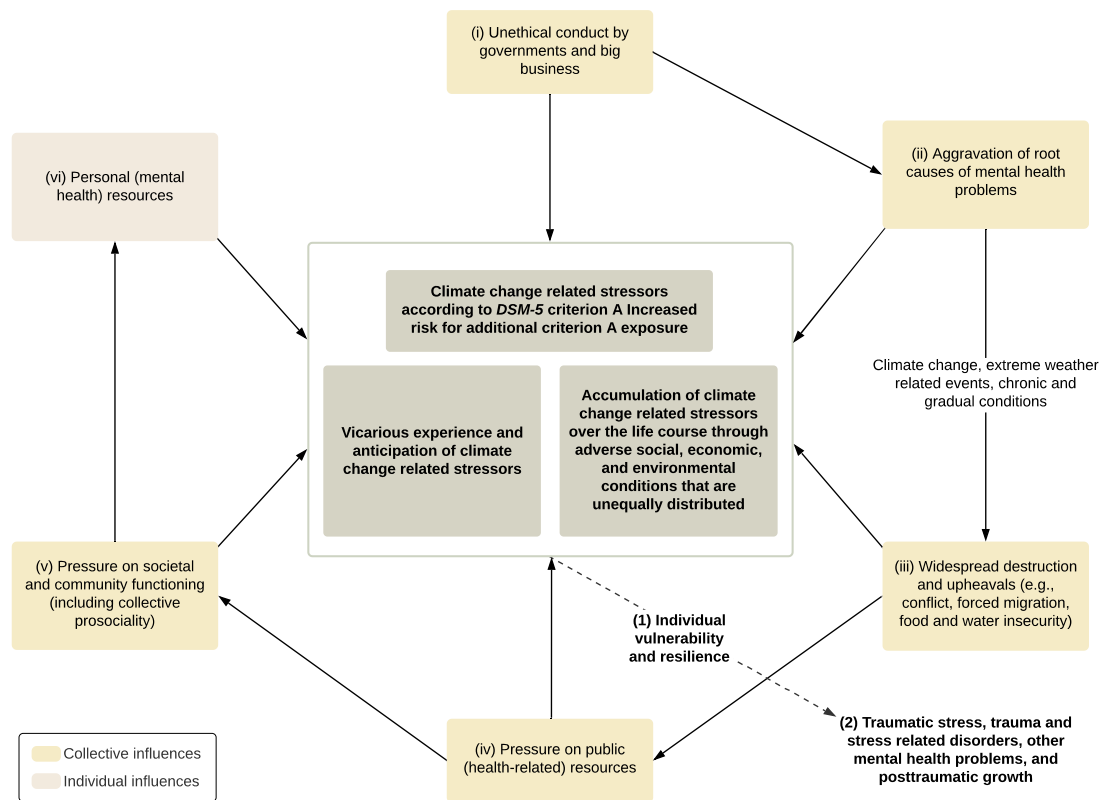 (i) Unethical conduct by
governments and big
business
(ii) Aggravation of root
causes of mental health
problems
(vi) Personal (mental
health) resources
Climate change related stressors
according to DSM-5 criterion A Increased
risk for additional criterion A exposure
Vicarious experience and
anticipation of climate
change related stressors
Accumulation of climate
change related stressors
over the life course through
adverse social, economic,
and environmental
conditions that are
unequally distributed
Climate change, extreme weather
related events, chronic and
gradual conditions
(v) Pressure on societal
and community functioning
(including collective
prosociality)
(iii) Widespread destruction
and upheavals (e.g.,
conflict, forced migration,
food and water insecurity)
(1) Individual
vulnerability
and resilience
(iv) Pressure on public
(health-related) resources
(2) Traumatic stress, trauma and
stress related disorders, other
mental health problems, and
posttraumatic growth
Collective influences
Individual influences